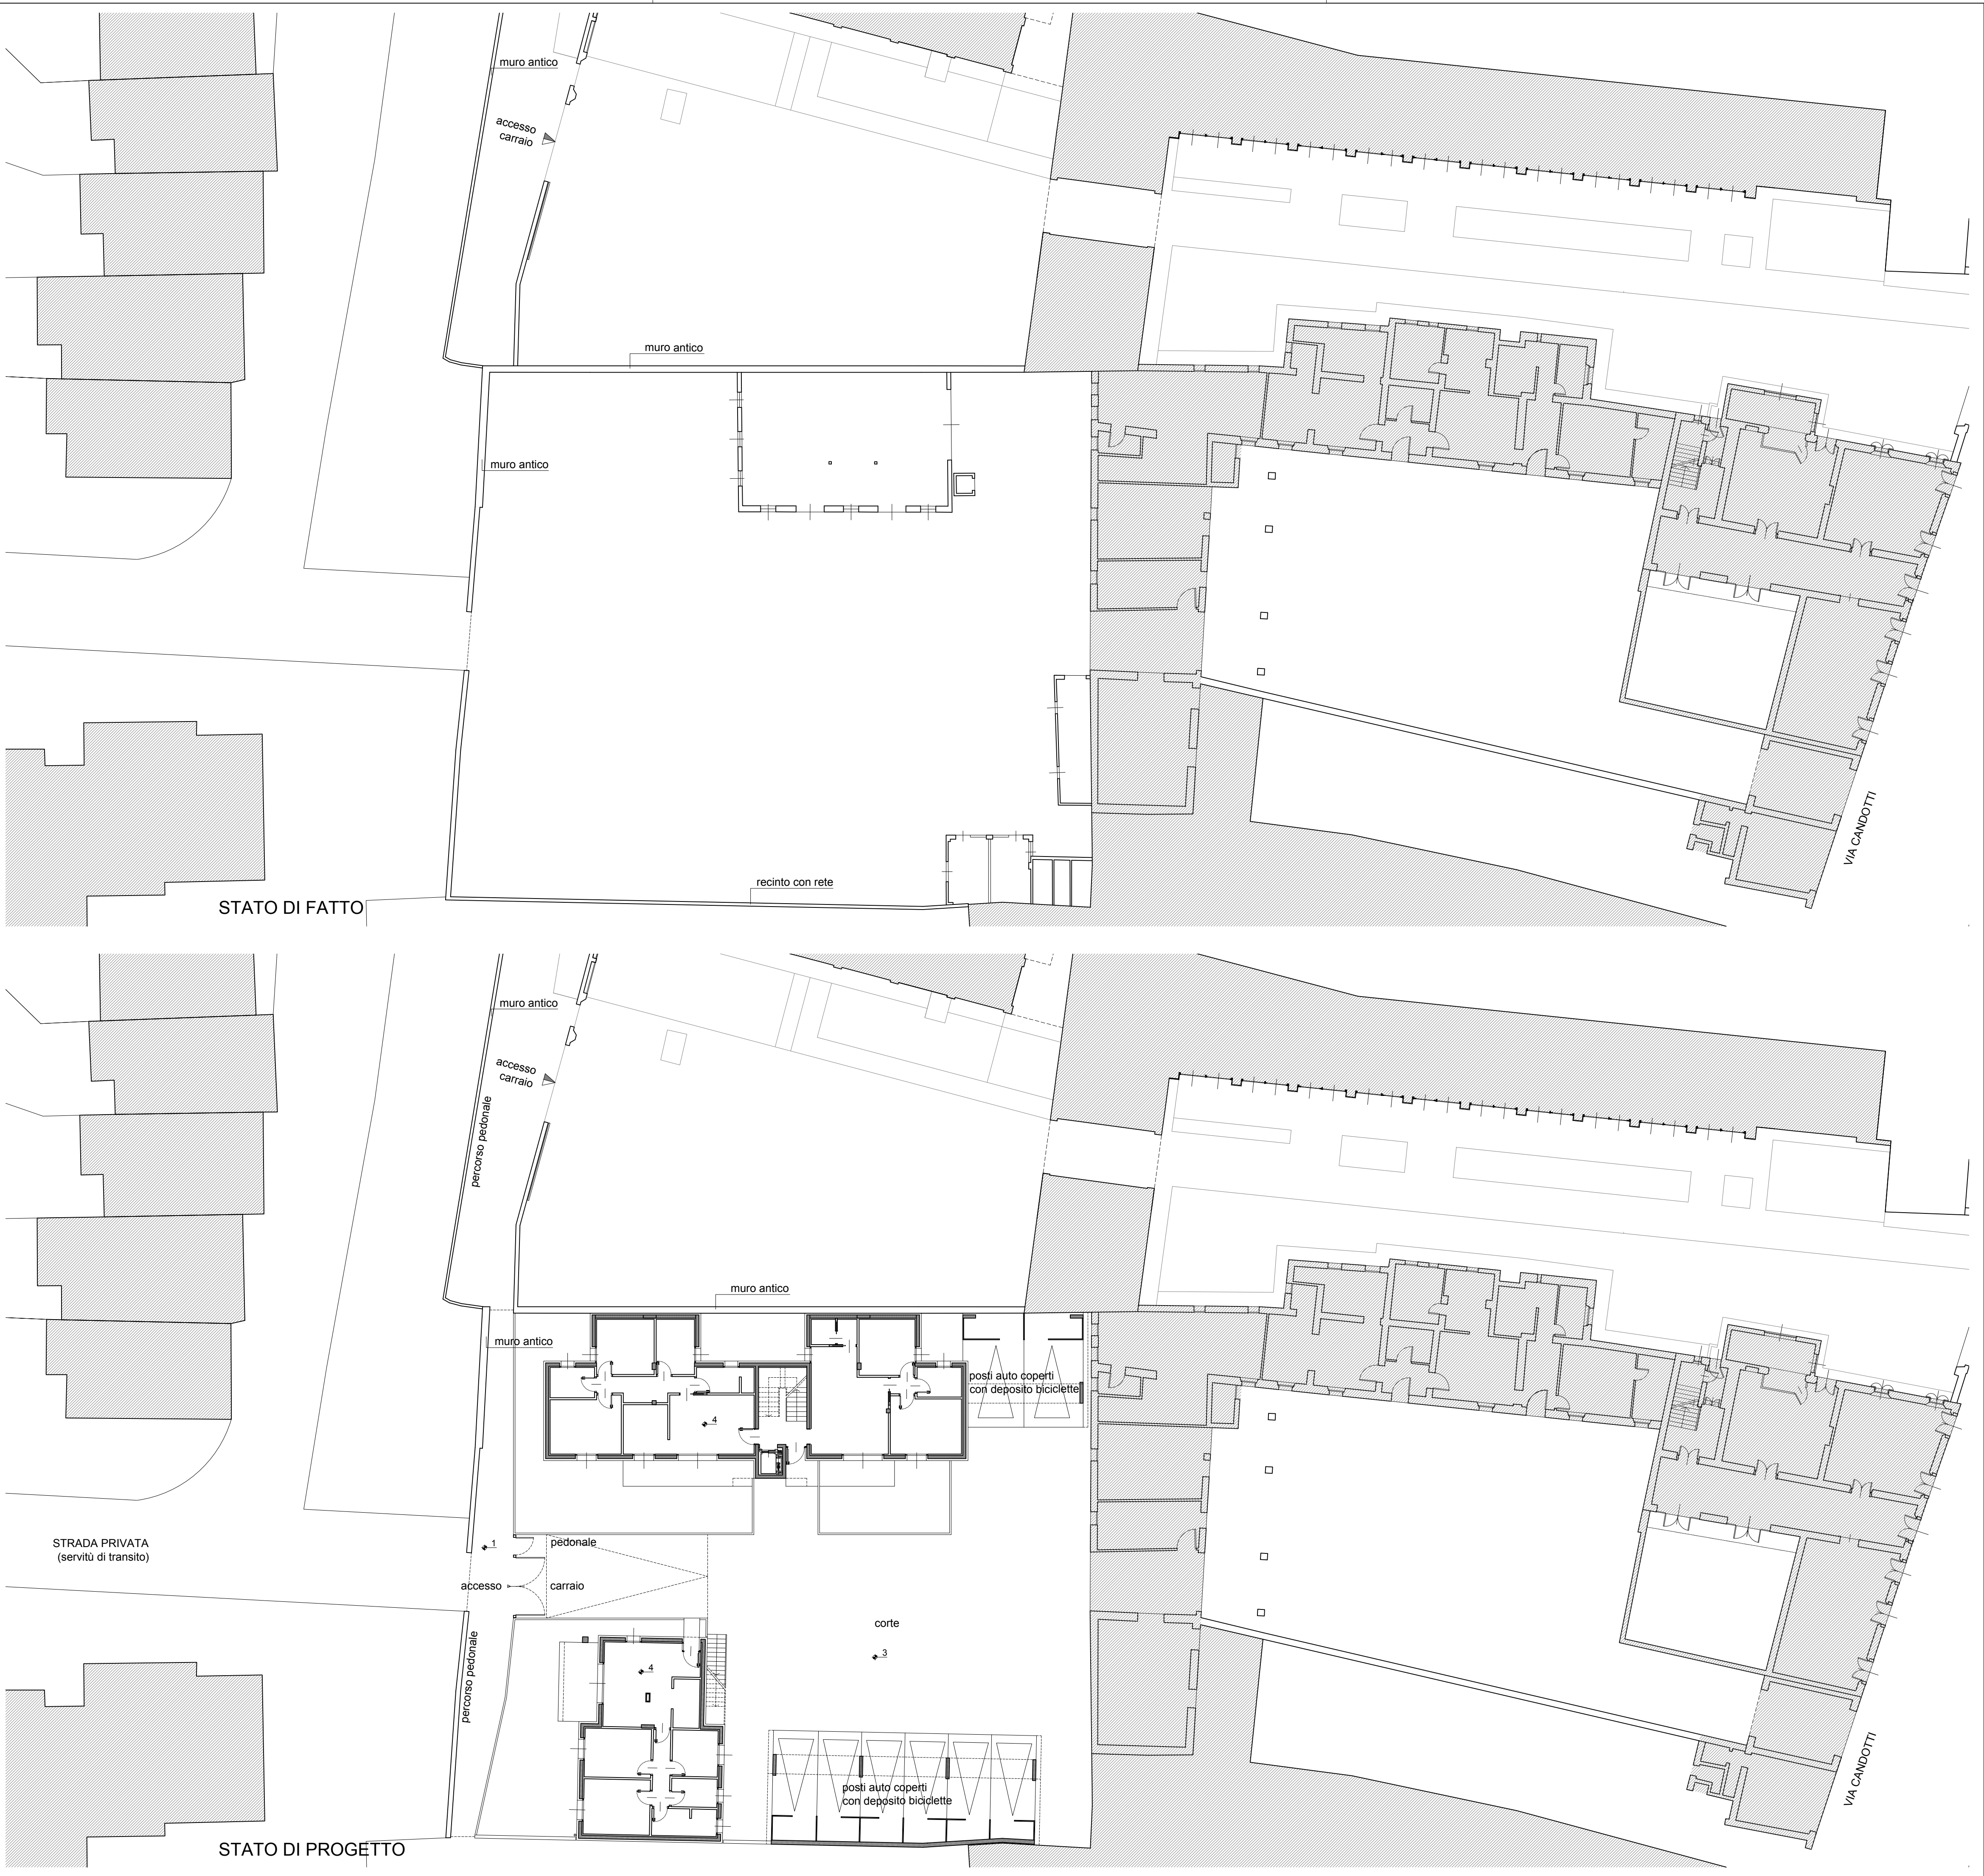 muro antico
accesso
carraio
muro antico
muro antico
recinto con rete
VIA CANDOTTI
STATO DI FATTO
muro antico
accesso
carraio
percorso pedonale
muro antico
muro antico
posti auto coperti
con deposito biciclette
4
STRADA PRIVATA
(servitù di transito)
1
pedonale
accesso
carraio
corte
3
percorso pedonale
4
posti auto coperti
con deposito biciclette
VIA CANDOTTI
STATO DI PROGETTO